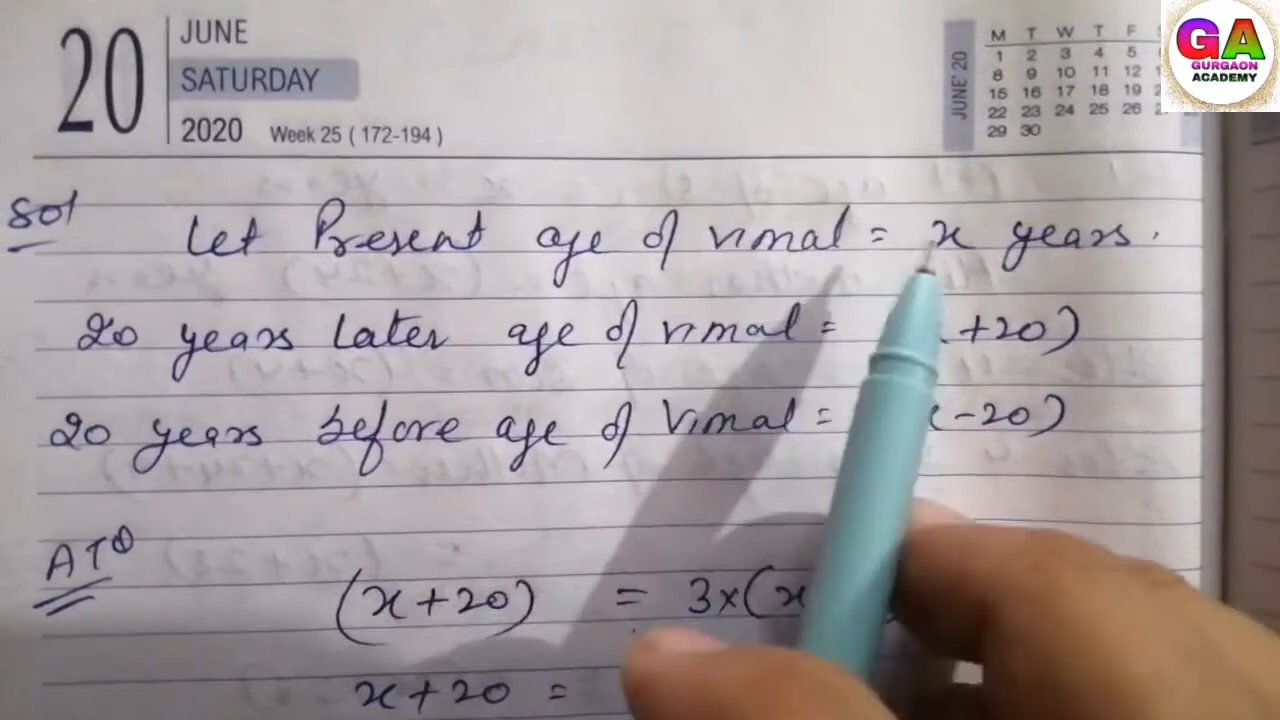 20
JUNE
SATURDAY
2020 Week 25 ( 172-194 )
JUNE' 20
M T W T F
1 2 3 4 5
8 9 10 11 12
15 16 17 18 19
22 23 24 25 26
29 30
GA
GURGAON
ACADEMY
Sol
Let Present age of vimal = x years.
20 years later age of vimal = +20)
20 years before age of vimal = -20)
ATQ
(x+20) = 3×(x
x+20 =